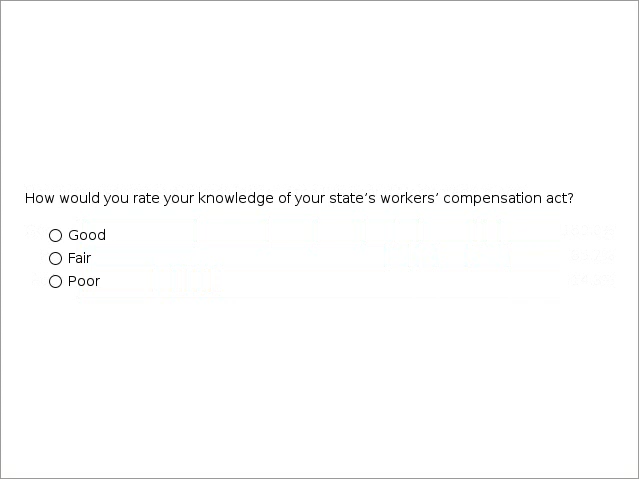 How would you rate your knowledge of your state’s workers’ compensation act?
Good
Fair
Poor